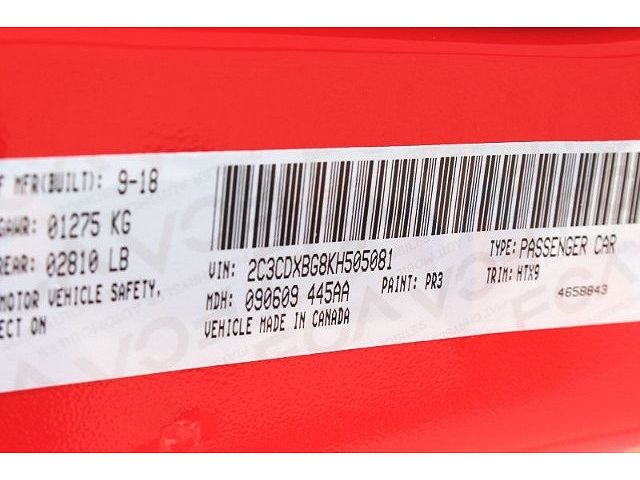 F MFR(BUILT): 9-18
GAWR: 01275 KG
REAR: 02810 LB
MOTOR VEHICLE SAFETY,
ECT ON
VIN: 2C3CDXBG8KH505081
TYPE: PASSENGER CAR
MDH: 090609 445AA PAINT: PR3 TRIM: HTX9
VEHICLE MADE IN CANADA
4658843